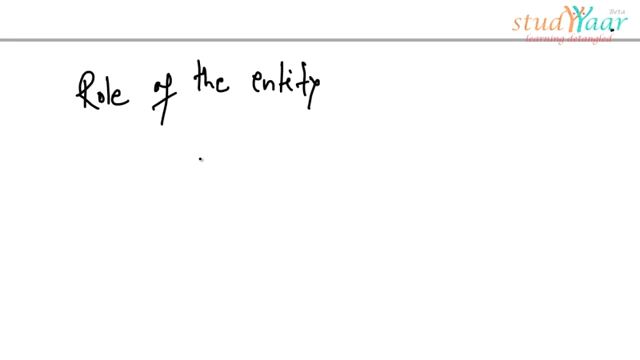 Beta
studYaar
learning detangled
Role of the entity